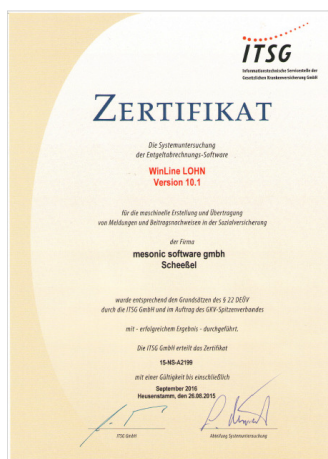 ITSG
Informationstechnische Servicestelle der
Gesetzlichen Krankenversicherung GmbH
ZERTIFIKAT
Die Systemuntersuchung
der Entgeltabrechnungs-Software
WinLine LOHN
Version 10.1
für die maschinelle Erstellung und Übertragung
von Meldungen und Beitragsnachweisen in der Sozialversicherung
der Firma
mesonic software gmbh
Scheeßel
wurde entsprechend den Grundsätzen des § 22 DEÜV
durch die ITSG GmbH und im Auftrag des GKV-Spitzenverbandes
mit - erfolgreichem Ergebnis - durchgeführt.
Die ITSG GmbH erteilt das Zertifikat
15-NS-A2199
mit einer Gültigkeit bis einschließlich
September 2016
Heusenstamm, den 26.08.2015
ITSG GmbH
Abteilung Systemuntersuchung